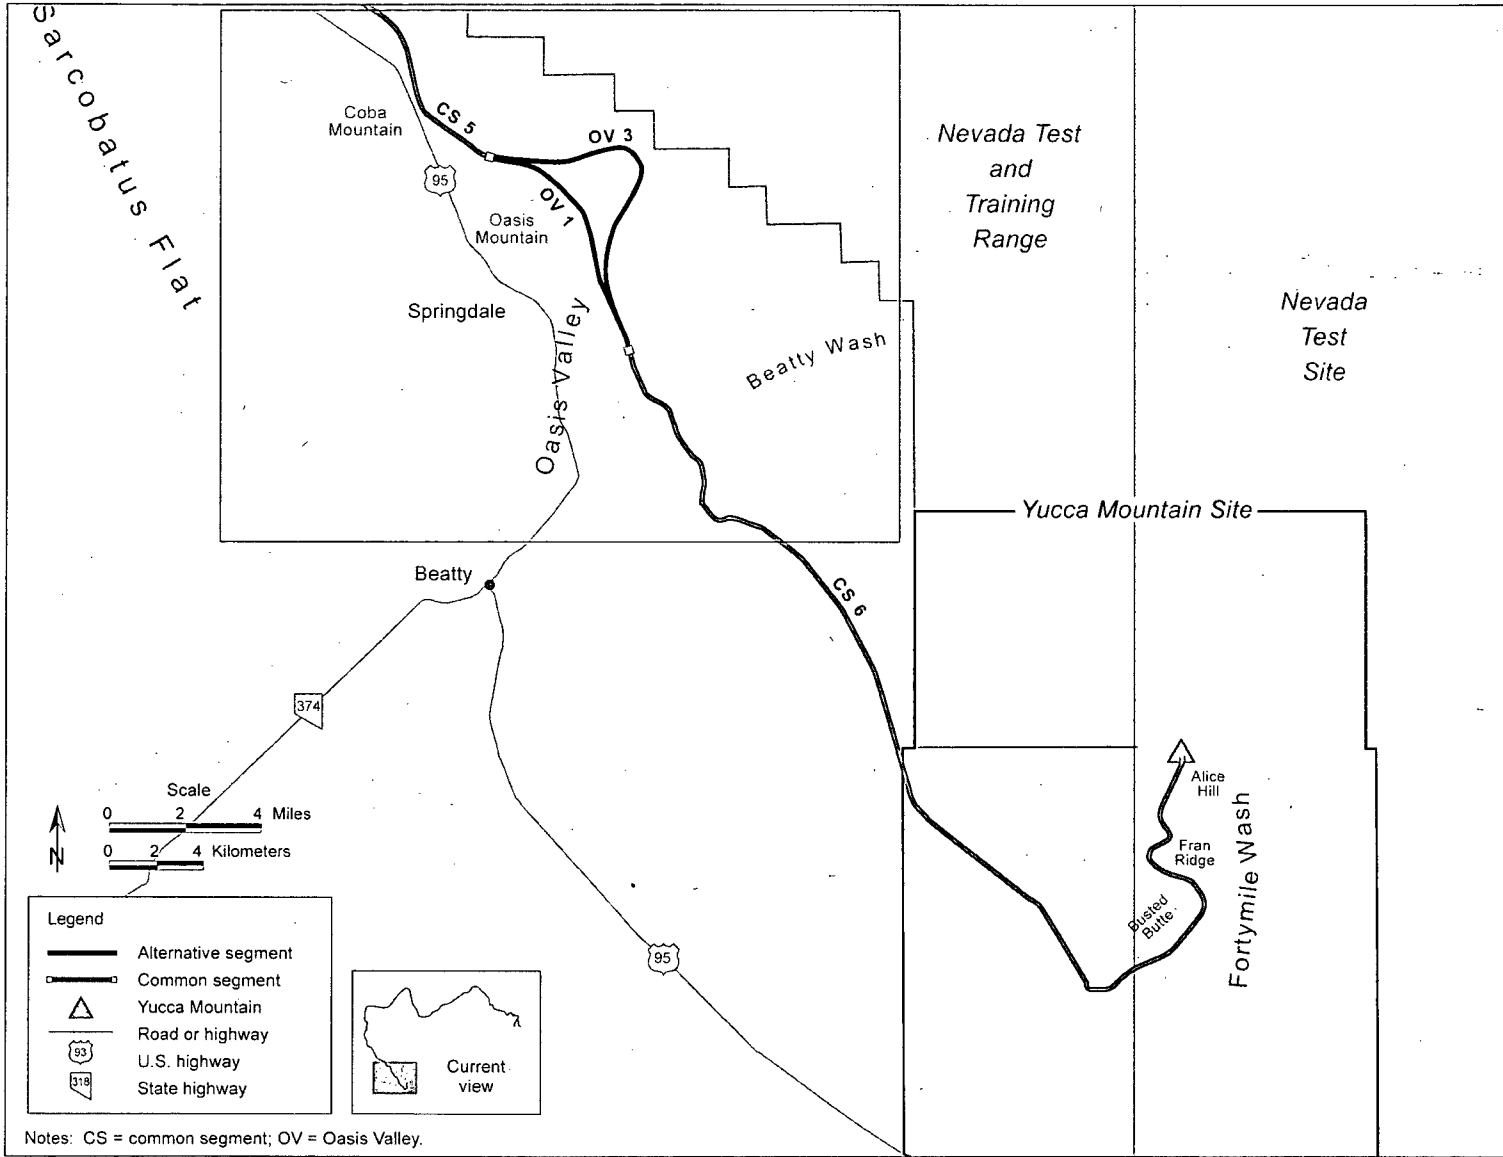 Sarcobatus Flat
Coba
Mountain
CS 5
OV 3
95
OV 1
Oasis
Mountain
Springdale
Oasis Valley
Beatty Wash
Nevada Test
and
Training
Range
Nevada
Test
Site
Yucca Mountain Site
Beatty
CS 6
374
Alice
Hill
Fran
Ridge
Busted
Butte
Fortymile Wash
95
Scale
0 2 4 Miles
0 2 4 Kilometers
N
Legend
Alternative segment
Common segment
Yucca Mountain
Road or highway
93 U.S. highway
318 State highway
Current
view
Notes: CS = common segment; OV = Oasis Valley.